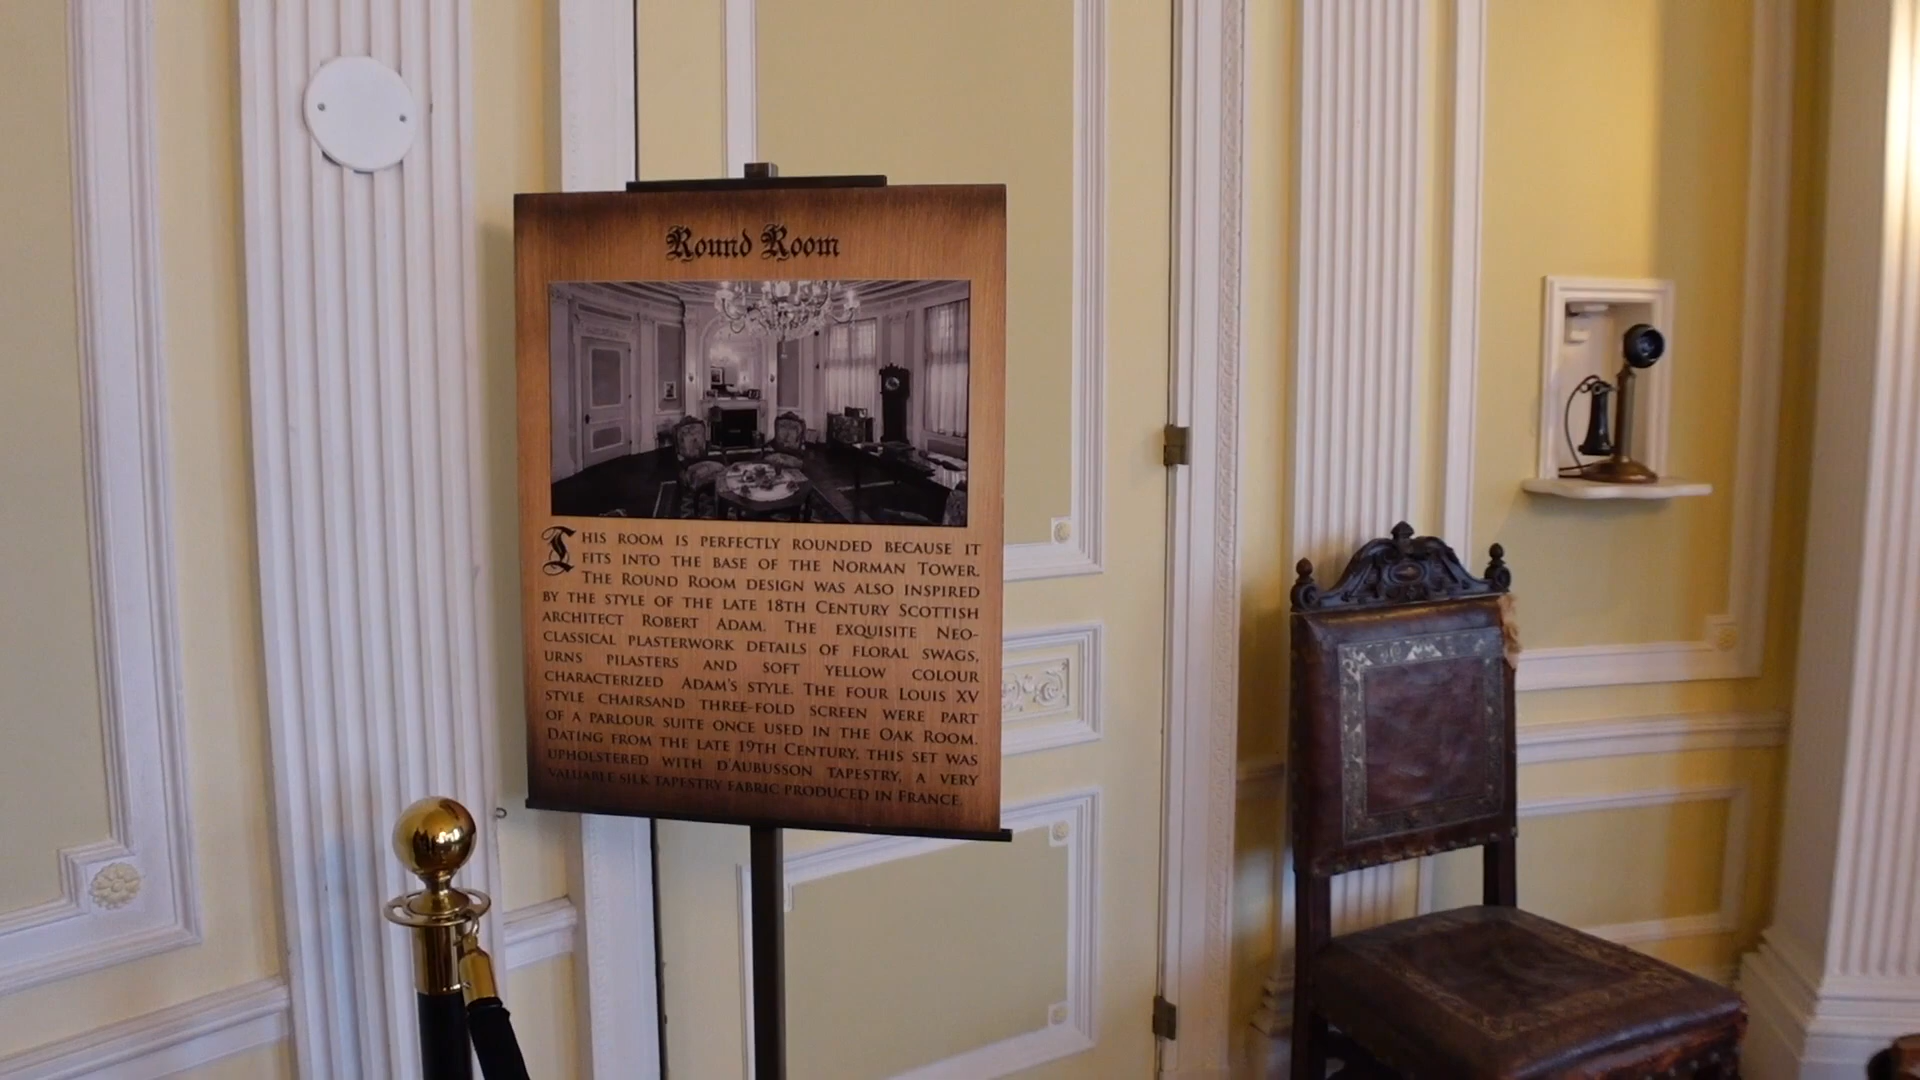 Round Room
THIS ROOM IS PERFECTLY ROUNDED BECAUSE IT
FITS INTO THE BASE OF THE NORMAN TOWER.
THE ROUND ROOM DESIGN WAS ALSO INSPIRED
BY THE STYLE OF THE LATE 18TH CENTURY SCOTTISH
ARCHITECT ROBERT ADAM. THE EXQUISITE NEO-
CLASSICAL PLASTERWORK DETAILS OF FLORAL SWAGS,
URNS PILASTERS AND SOFT YELLOW COLOUR
CHARACTERIZED ADAM'S STYLE. THE FOUR LOUIS XV
STYLE CHAIRSAND THREE-FOLD SCREEN WERE PART
OF A PARLOUR SUITE ONCE USED IN THE OAK ROOM.
DATING FROM THE LATE 19TH CENTURY, THIS SET WAS
UPHOLSTERED WITH D'AUBUSSON TAPESTRY, A VERY
VALUABLE SILK TAPESTRY FABRIC PRODUCED IN FRANCE.